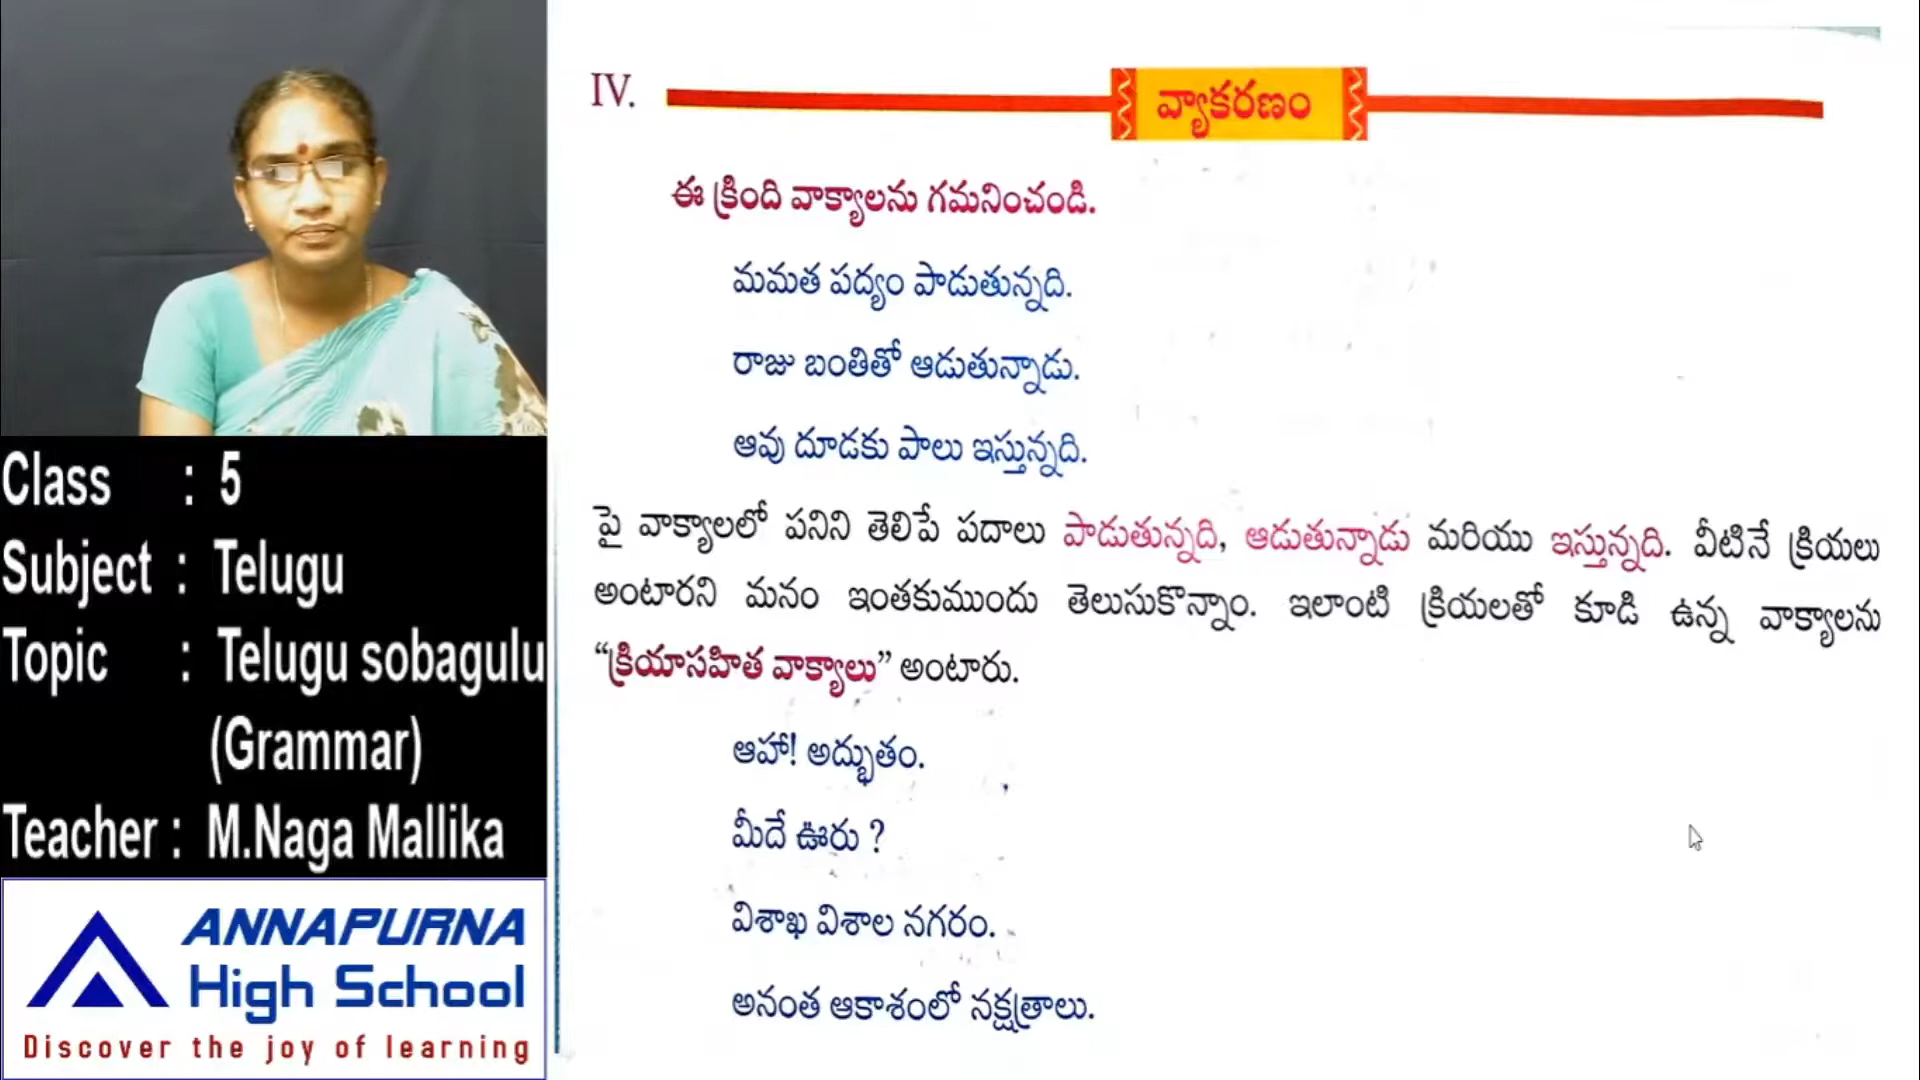 Class : 5
Subject : Telugu
Topic : Telugu sobagulu
(Grammar)
Teacher : M.Naga Mallika
ANNAPURNA
High School
Discover the joy of learning
IV.
వ్యాకరణం
ఈ క్రింది వాక్యాలను గమనించండి.
మమత పద్యం పాడుతున్నది.
రాజు బంతితో ఆడుతున్నాడు.
ఆవు దూడకు పాలు ఇస్తున్నది.
పై వాక్యాలలో పనిని తెలిపే పదాలు పాడుతున్నది, ఆడుతున్నాడు మరియు ఇస్తున్నది. వీటినే క్రియలు
అంటారని మనం ఇంతకుముందు తెలుసుకొన్నాం. ఇలాంటి క్రియలతో కూడి ఉన్న వాక్యాలను
“క్రియాసహిత వాక్యాలు” అంటారు.
ఆహా! అద్భుతం.
మీదే ఊరు ?
విశాఖ విశాల నగరం.
అనంత ఆకాశంలో నక్షత్రాలు.